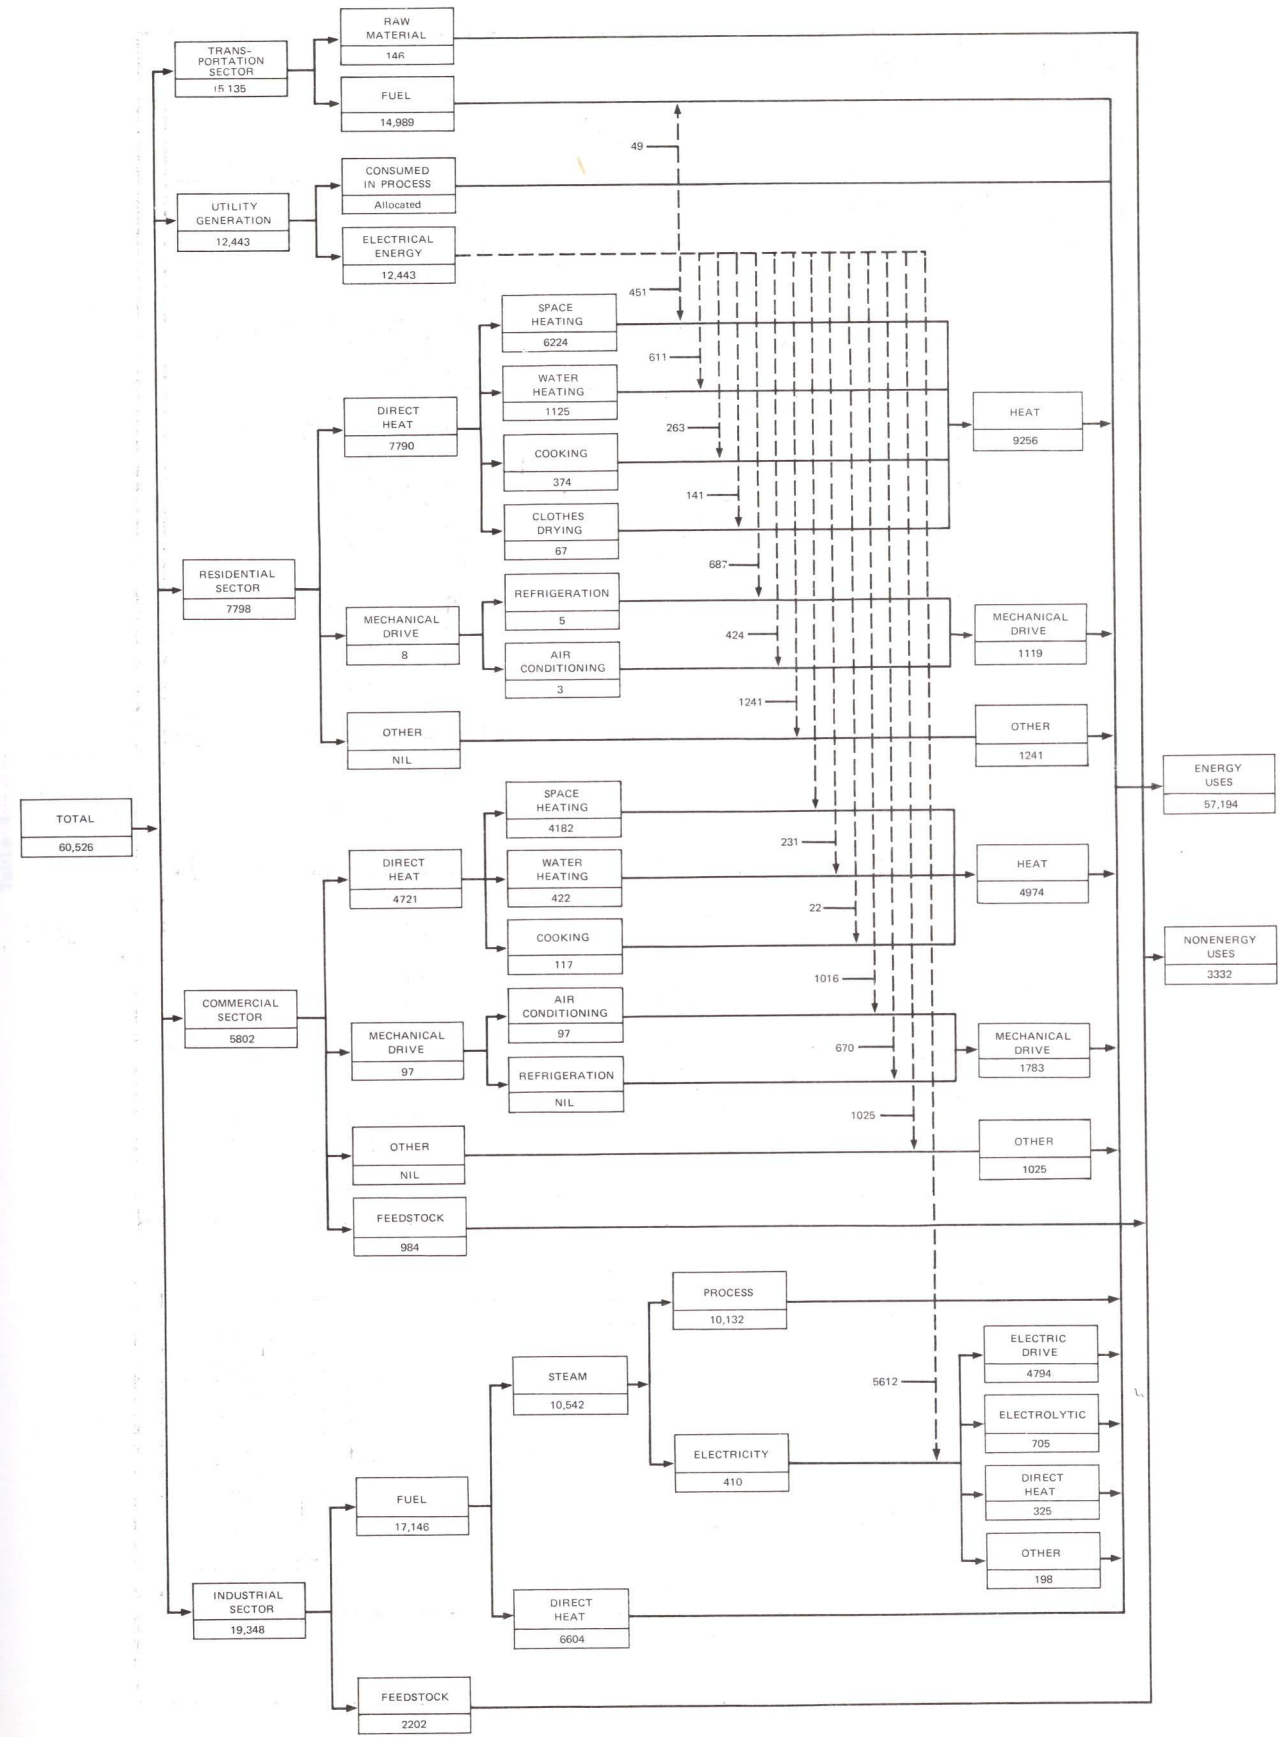 RAW
MATERIAL
146
TRANS-
PORTATION
SECTOR
15 135
FUEL
14,989
49
CONSUMED
IN PROCESS
Allocated
UTILITY
GENERATION
12,443
ELECTRICAL
ENERGY
12,443
451
SPACE
HEATING
6224
611
WATER
HEATING
1125
DIRECT
HEAT
7790
HEAT
9256
263
COOKING
374
141
CLOTHES
DRYING
67
687
RESIDENTIAL
SECTOR
7798
REFRIGERATION
5
MECHANICAL
DRIVE
8
424
MECHANICAL
DRIVE
1119
AIR
CONDITIONING
3
1241
OTHER
NIL
OTHER
1241
ENERGY
USES
57,194
TOTAL
60,526
SPACE
HEATING
4182
231
DIRECT
HEAT
4721
WATER
HEATING
422
HEAT
4974
22
COOKING
117
NONENERGY
USES
3332
1016
COMMERCIAL
SECTOR
5802
AIR
CONDITIONING
97
MECHANICAL
DRIVE
97
670
MECHANICAL
DRIVE
1783
REFRIGERATION
NIL
1025
OTHER
NIL
OTHER
1025
FEEDSTOCK
984
PROCESS
10,132
STEAM
10,542
5612
ELECTRIC
DRIVE
4794
ELECTROLYTIC
705
ELECTRICITY
410
DIRECT
HEAT
325
FUEL
17,146
OTHER
198
INDUSTRIAL
SECTOR
19,348
DIRECT
HEAT
6604
FEEDSTOCK
2202